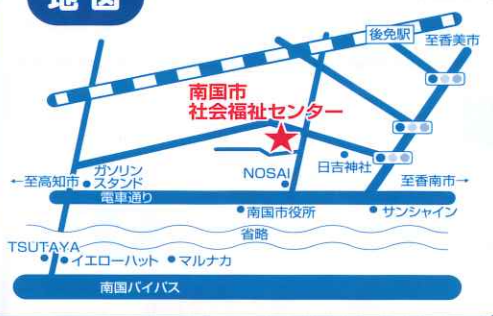 地図
後免駅
至香美市
南国市
社会福祉センター
ガソリン
スタンド
NOSAI
日吉神社
←至高知市
至香南市→
電車通り
南国市役所
サンシャイン
省略
TSUTAYA
イエローハット
マルナカ
南国バイパス